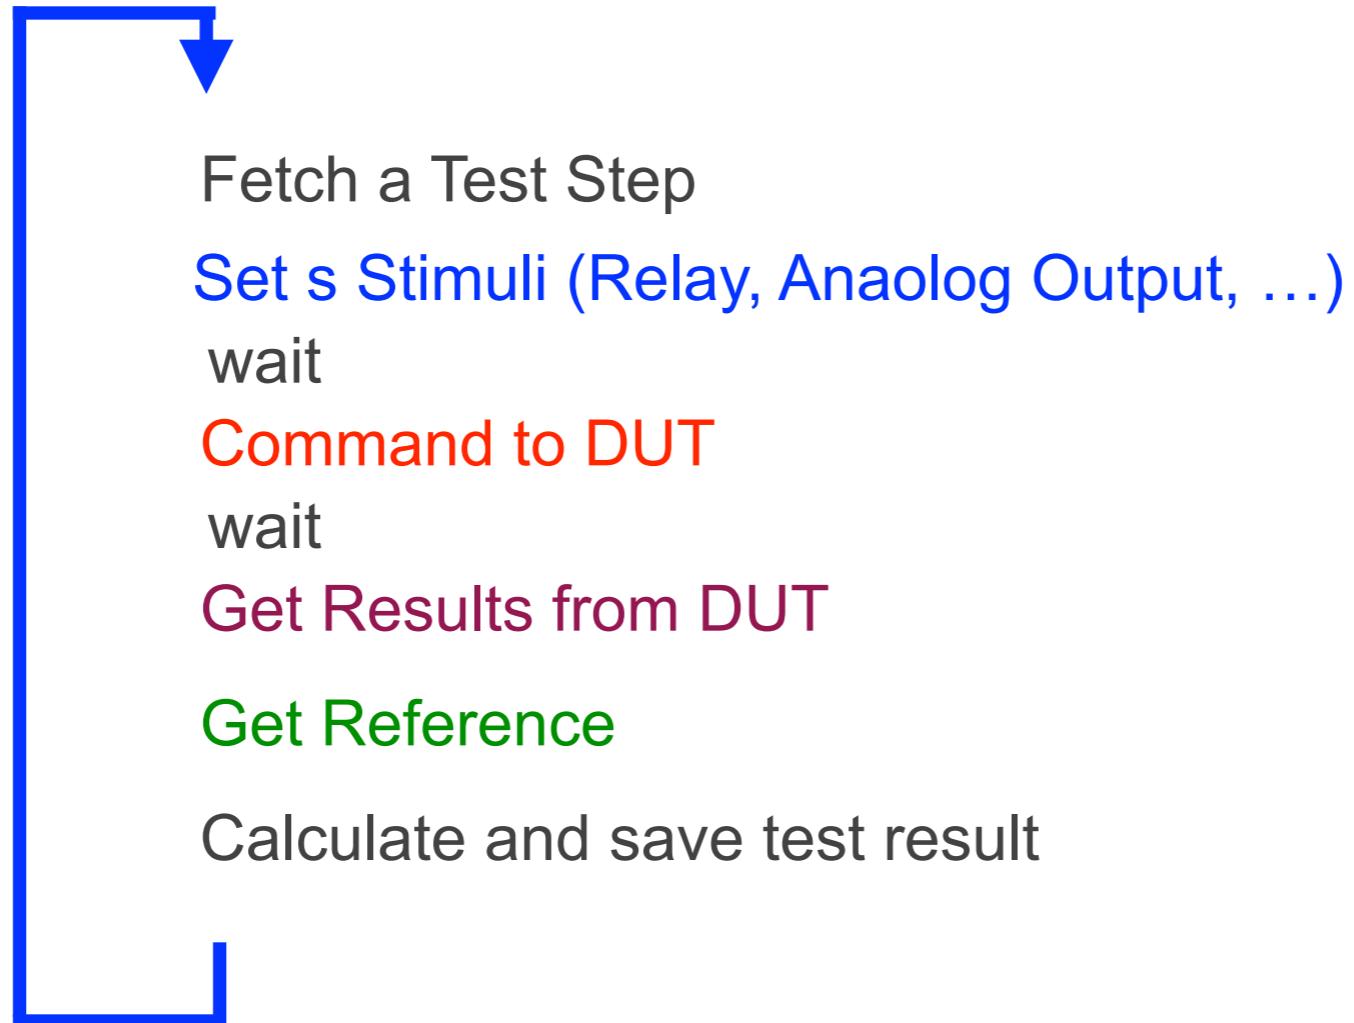 Fetch a Test Step
Set s Stimuli (Relay, Anaolog Output, …)
wait
Command to DUT
wait
Get Results from DUT
Get Reference
Calculate and save test result